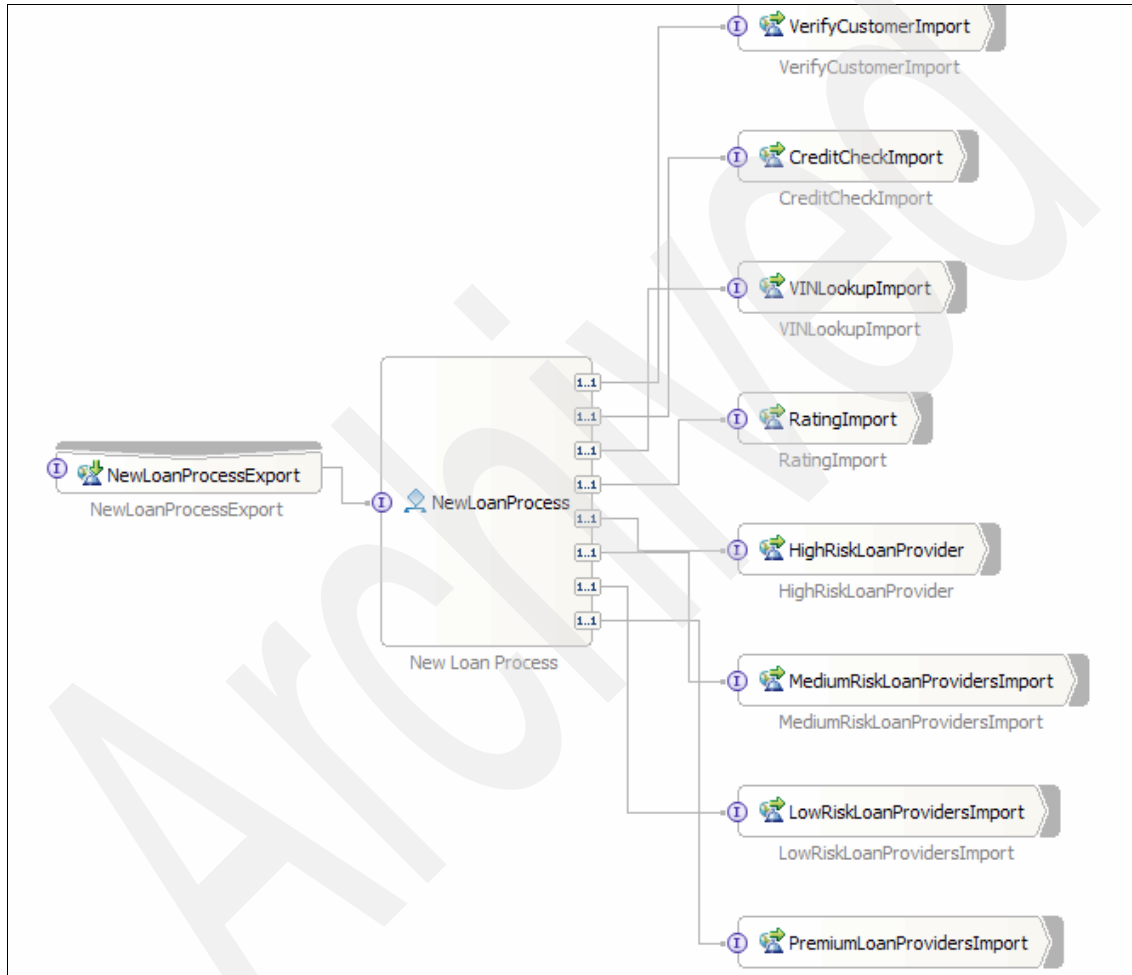 VerifyCustomerImport
VerifyCustomerImport
CreditCheckImport
CreditCheckImport
VINLookupImport
VINLookupImport
RatingImport
RatingImport
HighRiskLoanProvider
HighRiskLoanProvider
MediumRiskLoanProvidersImport
MediumRiskLoanProvidersImport
LowRiskLoanProvidersImport
LowRiskLoanProvidersImport
PremiumLoanProvidersImport
NewLoanProcessExport
NewLoanProcessExport
NewLoanProcess
New Loan Process
1..1
1..1
1..1
1..1
1..1
1..1
1..1
1..1
I
I
I
I
I
I
I
I
I
I
Archived